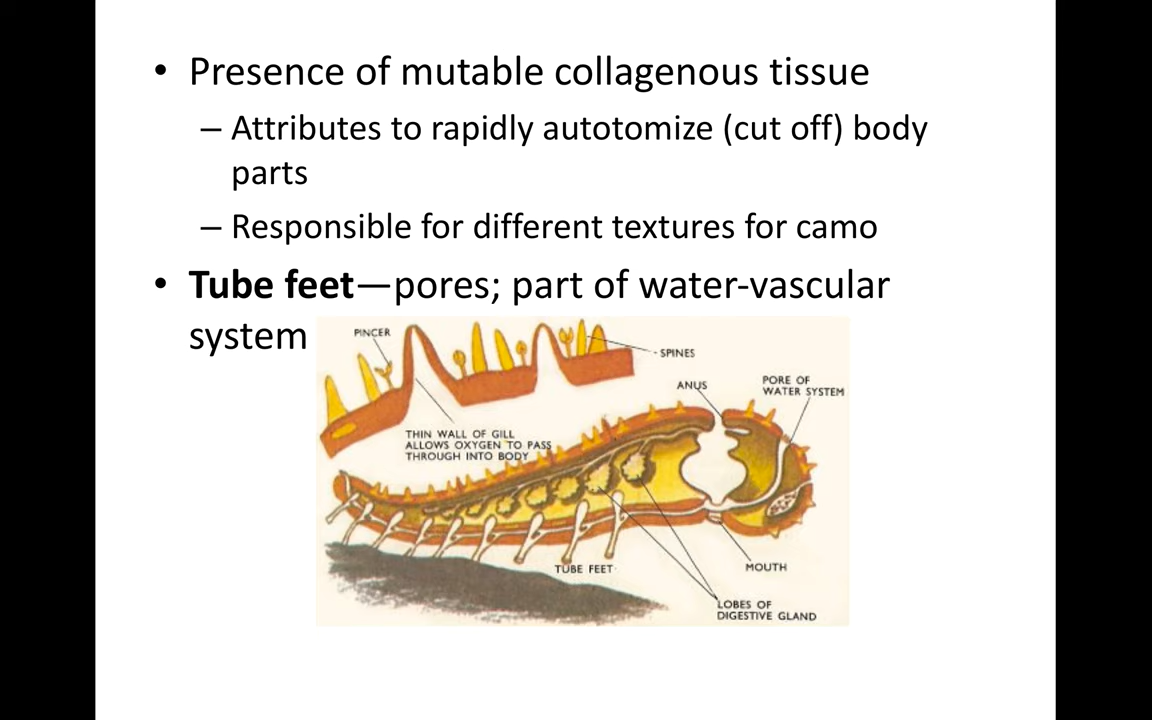 • Presence of mutable collagenous tissue
– Attributes to rapidly autotomize (cut off) body
parts
– Responsible for different textures for camo
• Tube feet—pores; part of water-vascular
system
PINCER
SPINES
ANUS
PORE OF
WATER SYSTEM
THIN WALL OF GILL
ALLOWS OXYGEN TO PASS
THROUGH INTO BODY
TUBE FEET
MOUTH
LOBES OF
DIGESTIVE GLAND